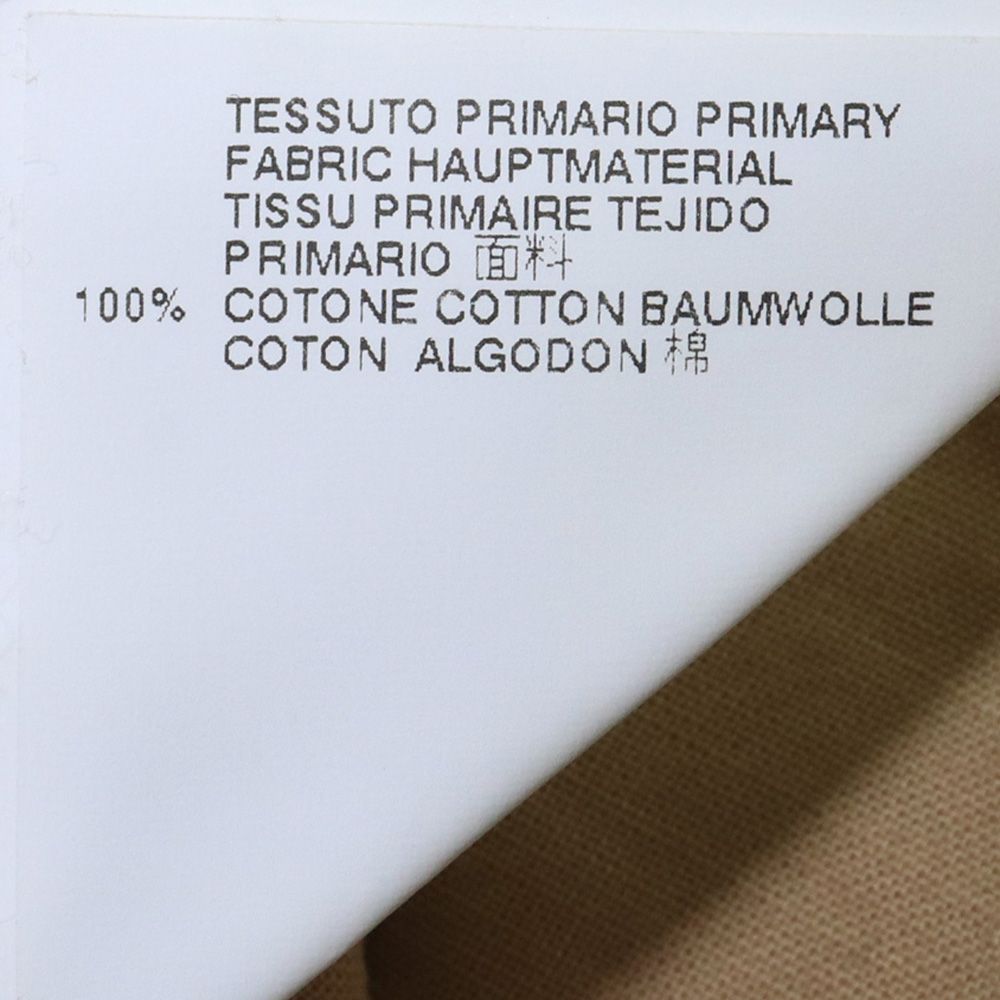 TESSUTO PRIMARIO PRIMARY
FABRIC HAUPTMATERIAL
TISSU PRIMAIRE TEJIDO
PRIMARIO 面料
100% COTONE COTTON BAUMWOLLE
COTON ALGODON 棉